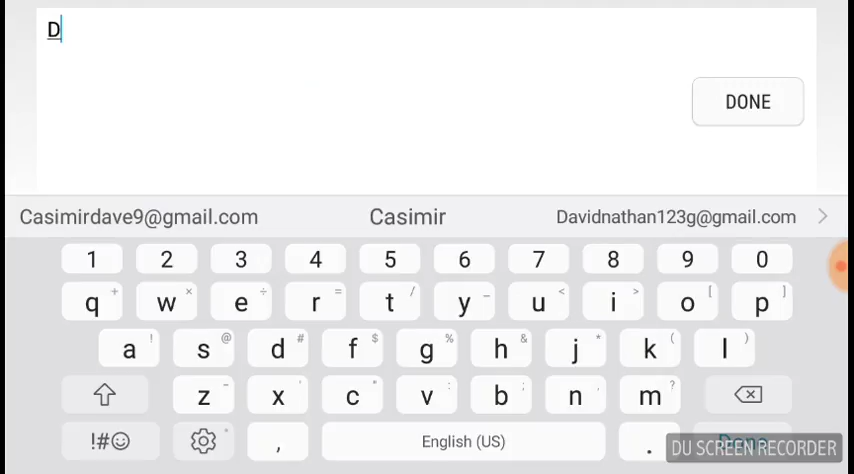 D
DONE
Casimirdave9@gmail.com Casimir Davidnathan123g@gmail.com >
1 2 3 4 5 6 7 8 9 0
q + w × e ÷ r = t / y _ u < i > o [ p ]
a ! s @ d # f $ g % h & j * k ( l )
z - x ' c " v : b ; n , m ?
!#☺ , English (US) . Done
DU SCREEN RECORDER